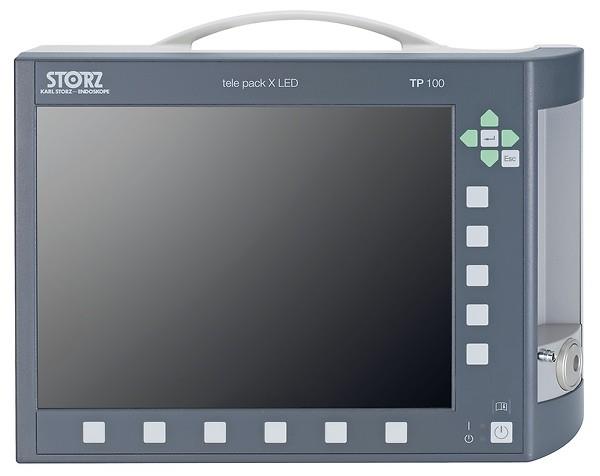 STORZ
KARL STORZ—ENDOSKOPE
tele pack X LED
TP 100
Esc